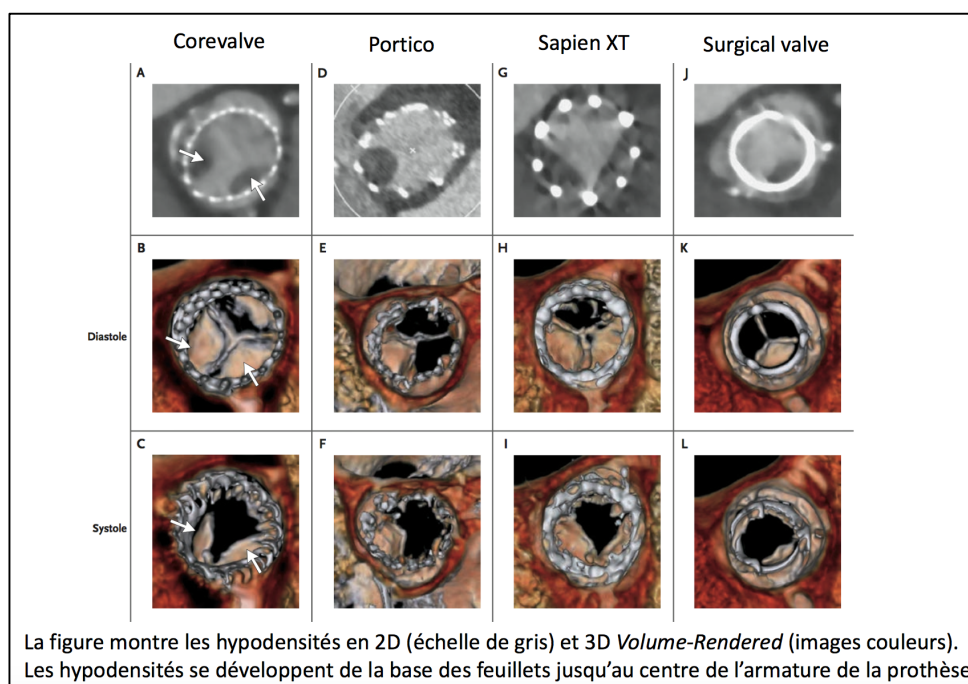 Corevalve Portico Sapien XT Surgical valve
A D G J
B E H K
Diastole
C F I L
Systole
La figure montre les hypodensités en 2D (échelle de gris) et 3D Volume-Rendered (images couleurs).
Les hypodensités se développent de la base des feuillets jusqu'au centre de l'armature de la prothèse